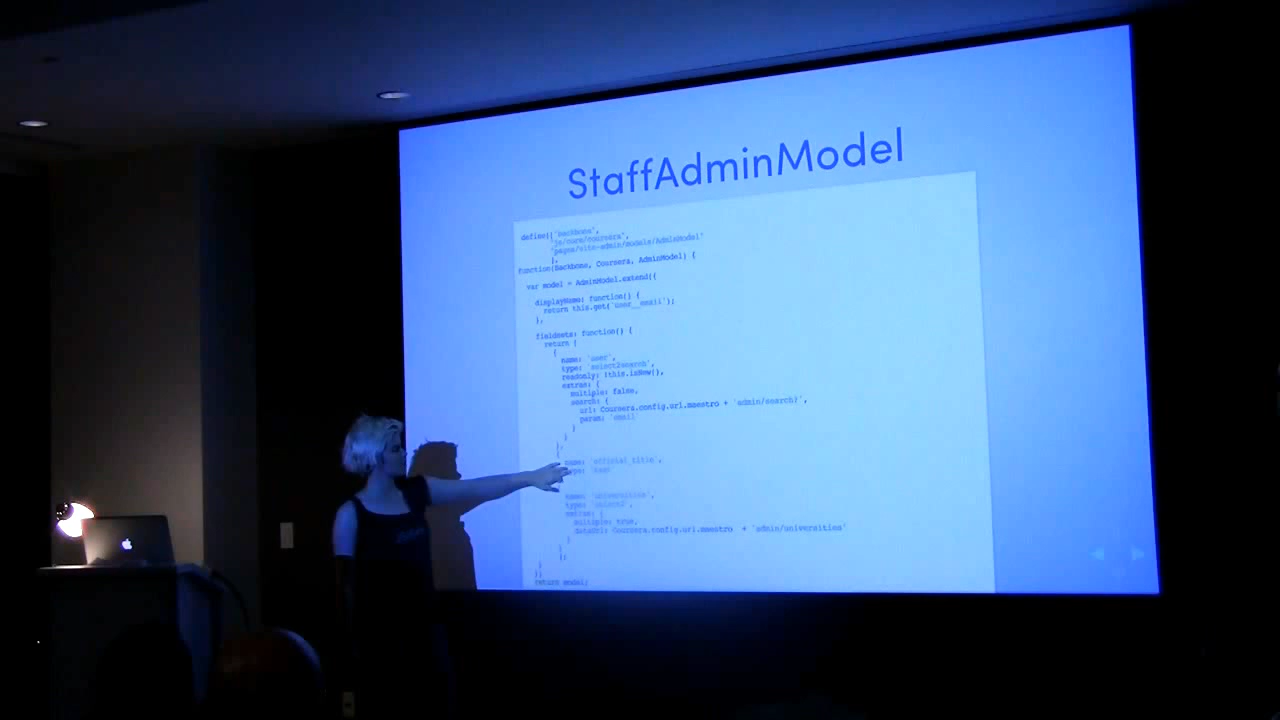 StaffAdminModel
define(['backbone',
'js/core/coursera',
'pages/site-admin/models/AdminModel'
],
function(Backbone, Coursera, AdminModel) {
var model = AdminModel.extend({
displayName: function() {
return this.get('user__email');
},
fieldsets: function() {
return [
{
name: 'user',
type: 'select2search',
readonly: !this.isNew(),
extras: {
multiple: false,
search: {
url: Coursera.config.url.maestro + 'admin/search?',
param: 'email'
}
}
},
{
name: 'official_title',
'text'
name: 'universities',
type: 'select2',
extras: {
multiple: true,
dataUrl: Coursera.config.url.maestro + 'admin/universities'
}
}
];
}
});
return model;